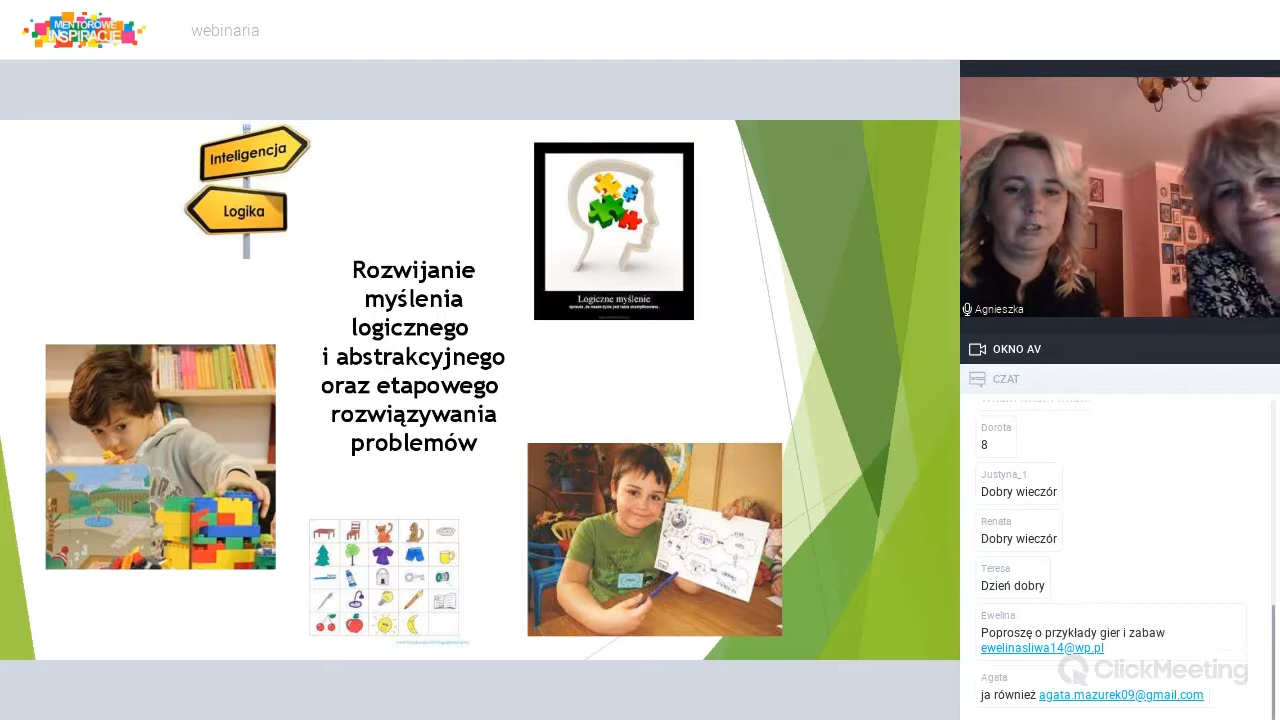 MENTOROWE
INSPIRACJE
webinaria
Inteligencja
Logika
Rozwijanie
myślenia
logicznego
i abstrakcyjnego
oraz etapowego
rozwiązywania
problemów
Logiczne myślenie
Agnieszka
OKNO AV
CZAT
Dorota
8
Justyna_1
Dobry wieczór
Renata
Dobry wieczór
Teresa
Dzień dobry
Ewelina
Poproszę o przykłady gier i zabaw
ewelinasliwa14@wp.pl
ClickMeeting
Agata
ja również agata.mazurek09@gmail.com